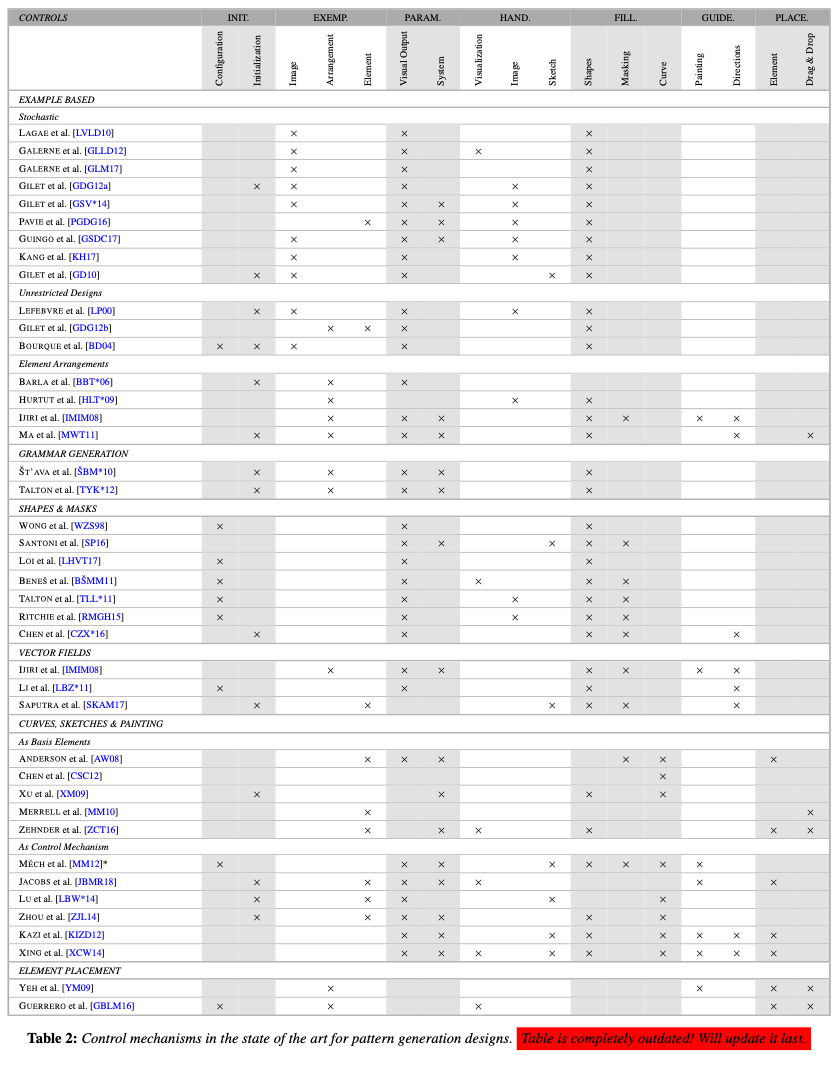 CONTROLS INIT. EXEMP. PARAM. HAND. FILL. GUIDE. PLACE.
Configuration Initialization Image Arrangement Element Visual Output System Visualization Image Sketch Shapes Masking Curve Painting Directions Element Drag & Drop
EXAMPLE BASED
Stochastic
LAGAE et al. [LVLD10] × × ×
GALERNE et al. [GLLD12] × × × ×
GALERNE et al. [GLM17] × × ×
GILET et al. [GDG12a] × × × × ×
GILET et al. [GSV*14] × × × × ×
PAVIE et al. [PGDG16] × × × × ×
GUINGO et al. [GSDC17] × × × × ×
KANG et al. [KH17] × × × ×
GILET et al. [GD10] × × × × ×
Unrestricted Designs
LEFEBVRE et al. [LP00] × × × × ×
GILET et al. [GDG12b] × × × ×
BOURQUE et al. [BD04] × × × × ×
Element Arrangements
BARLA et al. [BBT*06] × × ×
HURTUT et al. [HLT*09] × × ×
IJIRI et al. [IMIM08] × × × × × × ×
MA et al. [MWT11] × × × × × × ×
GRAMMAR GENERATION
ŠT'AVA et al. [ŠBM*10] × × × × ×
TALTON et al. [TYK*12] × × × × ×
SHAPES & MASKS
WONG et al. [WZS98] × × ×
SANTONI et al. [SP16] × × × × ×
LOI et al. [LHVT17] × × ×
BENEŠ et al. [BŠMM11] × × × × ×
TALTON et al. [TLL*11] × × × × ×
RITCHIE et al. [RMGH15] × × × × ×
CHEN et al. [CZX*16] × × × × ×
VECTOR FIELDS
IJIRI et al. [IMIM08] × × × × × × ×
LI et al. [LBZ*11] × × × ×
SAPUTRA et al. [SKAM17] × × × × × ×
CURVES, SKETCHES & PAINTING
As Basis Elements
ANDERSON et al. [AW08] × × × × × ×
CHEN et al. [CSC12] ×
XU et al. [XM09] × × × ×
MERRELL et al. [MM10] × ×
ZEHNDER et al. [ZCT16] × × × × × ×
As Control Mechanism
MĚCH et al. [MM12]* × × × × × × × ×
JACOBS et al. [JBMR18] × × × × × × ×
LU et al. [LBW*14] × × × × ×
ZHOU et al. [ZJL14] × × × × × ×
KAZI et al. [KIZD12] × × × × × × × ×
XING et al. [XCW14] × × × × × × × × ×
ELEMENT PLACEMENT
YEH et al. [YM09] × × × ×
GUERRERO et al. [GBLM16] × × × × ×
Table 2: Control mechanisms in the state of the art for pattern generation designs. Table is completely outdated! Will update it last.